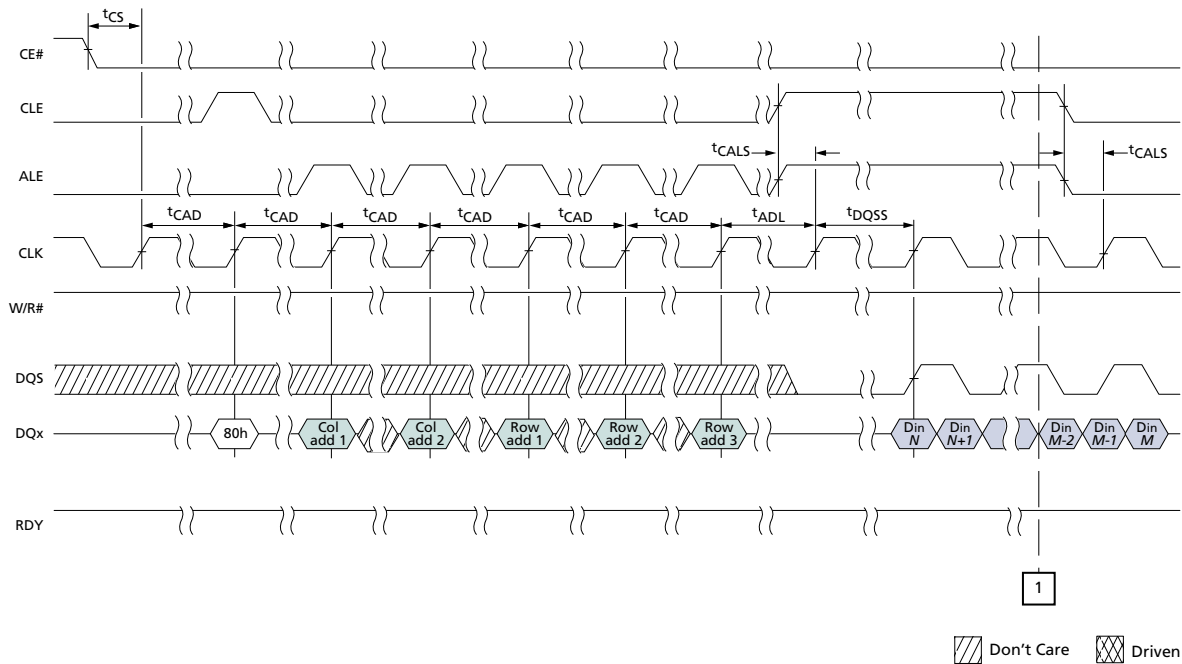 tCS
CE#
CLE
tCALS
tCALS
ALE
tCAD
tCAD
tCAD
tCAD
tCAD
tCAD
tADL
tDQSS
CLK
W/R#
DQS
DQx
80h
Col add 1
Col add 2
Row add 1
Row add 2
Row add 3
Din N
Din N+1
Din M-2
Din M-1
Din M
RDY
1
Don't Care
Driven